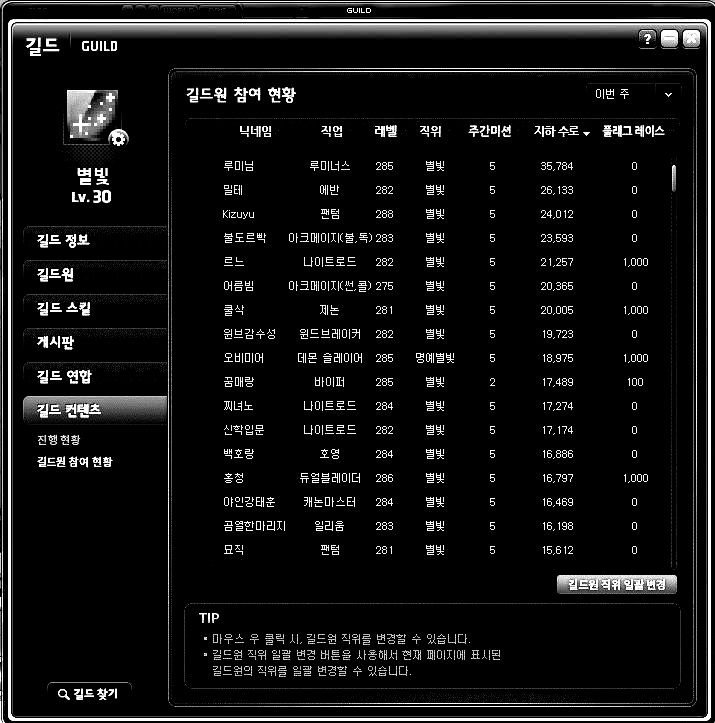 GUILD
길드 GUILD
별빛
Lv.30
길드 정보
길드원
길드 스킬
게시판
길드 연합
길드 컨텐츠
진행 현황
길드원 참여 현황
길드 찾기
길드원 참여 현황 이번 주
닉네임 직업 레벨 직위 주간미션 지하 수로 플래그 레이스
루미님 루미너스 285 별빛 5 35,784 0
밀테 에반 282 별빛 5 26,133 0
Kizuyu 팬텀 288 별빛 5 24,012 0
불도르박 아크메이지(불,독) 283 별빛 5 23,593 0
르느 나이트로드 282 별빛 5 21,257 1,000
어름빔 아크메이지(썬,콜) 275 별빛 5 20,365 0
쿨삭 제논 281 별빛 5 20,005 1,000
윈브감수성 윈드브레이커 282 별빛 5 19,723 0
오비미어 데몬 슬레이어 285 명예별빛 5 18,975 1,000
꿈매랑 바이퍼 285 별빛 2 17,489 100
찌녀노 나이트로드 284 별빛 5 17,274 0
신학입문 나이트로드 282 별빛 5 17,174 0
백호랑 호영 284 별빛 5 16,886 0
홍청 듀얼블레이더 286 별빛 5 16,797 1,000
야인강태훈 캐논마스터 284 별빛 5 16,469 0
곰열한마리지 일리움 283 별빛 5 16,198 0
묘직 팬텀 281 별빛 5 15,612 0
길드원 직위 일괄 변경
TIP
• 마우스 우 클릭 시, 길드원 직위를 변경할 수 있습니다.
• 길드원 직위 일괄 변경 버튼을 사용해서 현재 페이지에 표시된
길드원의 직위를 일괄 변경할 수 있습니다.